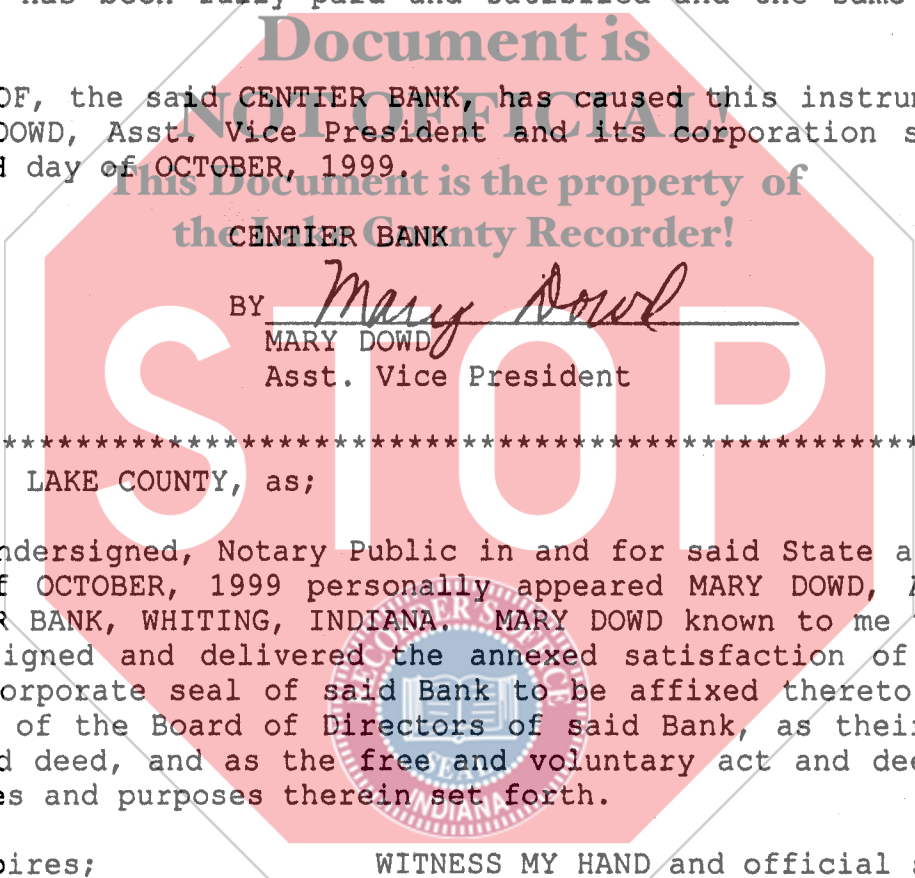 has been fully paid and satisfied and the same
Document is
OF, the said CENTIER BANK, has caused this instru
NOT OFFICIAL!
DOWD, Asst. Vice President and its corporation s
d day of OCTOBER, 1999.
This Document is the property of
the Lake County Recorder!
CENTIER BANK
BY Mary Dowd
MARY DOWD
Asst. Vice President
STOP
*********************************************************
LAKE COUNTY, as;
ndersigned, Notary Public in and for said State a
f OCTOBER, 1999 personally appeared MARY DOWD, A
R BANK, WHITING, INDIANA. MARY DOWD known to me
igned and delivered the annexed satisfaction of
orporate seal of said Bank to be affixed thereto
of the Board of Directors of said Bank, as their
d deed, and as the free and voluntary act and dee
es and purposes therein set forth.
RECORDER'S OFFICE
SEAL
INDIANA
pires;
WITNESS MY HAND and official s